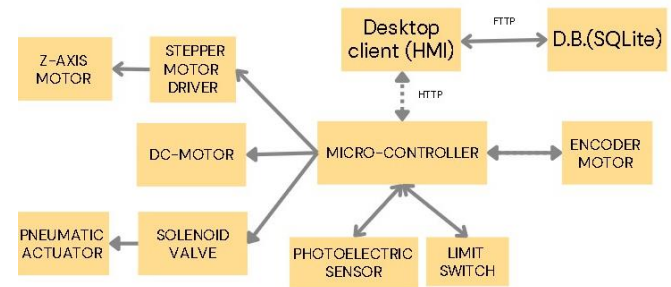 Desktop
client (HMI)
FTTP
D.B.(SQLite)
Z-AXIS
MOTOR
STEPPER
MOTOR
DRIVER
HTTP
DC-MOTOR
MICRO-CONTROLLER
ENCODER
MOTOR
PNEUMATIC
ACTUATOR
SOLENOID
VALVE
PHOTOELECTRIC
SENSOR
LIMIT
SWITCH